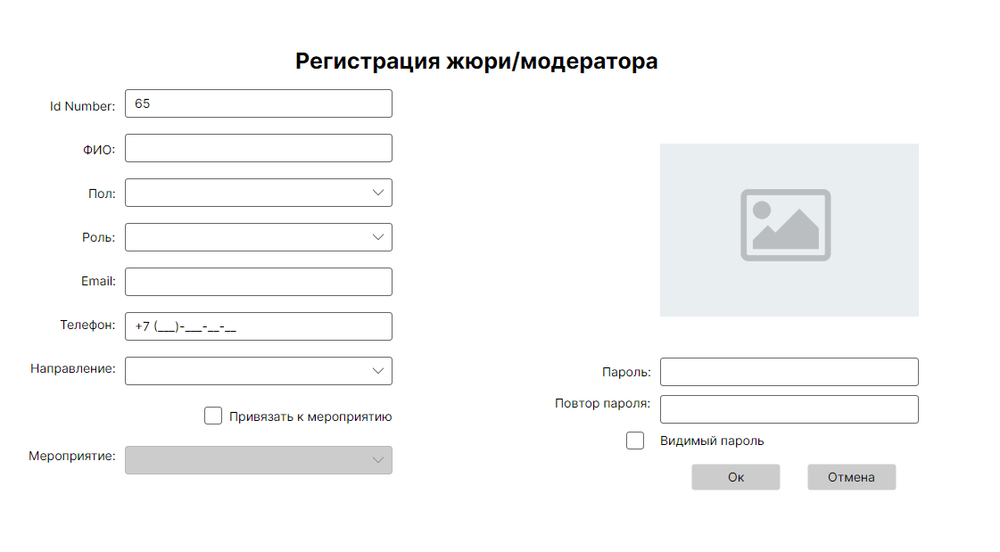 Регистрация жюри/модератора
Id Number: 65
ФИО:
Пол:
Роль:
Email:
Телефон: +7 (___)-___-__-__
Направление:
Привязать к мероприятию
Мероприятие:
Пароль:
Повтор пароля:
Видимый пароль
Ок Отмена